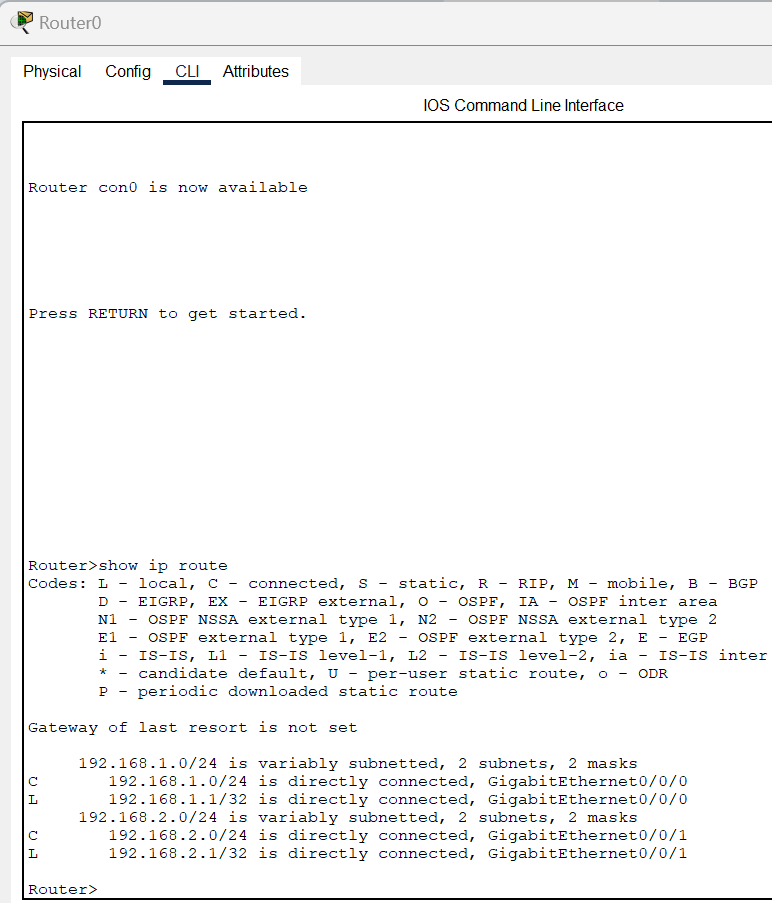 Router0
Physical Config CLI Attributes
IOS Command Line Interface
Router con0 is now available
Press RETURN to get started.
Router>show ip route
Codes: L - local, C - connected, S - static, R - RIP, M - mobile, B - BGP
D - EIGRP, EX - EIGRP external, O - OSPF, IA - OSPF inter area
N1 - OSPF NSSA external type 1, N2 - OSPF NSSA external type 2
E1 - OSPF external type 1, E2 - OSPF external type 2, E - EGP
i - IS-IS, L1 - IS-IS level-1, L2 - IS-IS level-2, ia - IS-IS inter
* - candidate default, U - per-user static route, o - ODR
P - periodic downloaded static route
Gateway of last resort is not set
192.168.1.0/24 is variably subnetted, 2 subnets, 2 masks
C 192.168.1.0/24 is directly connected, GigabitEthernet0/0/0
L 192.168.1.1/32 is directly connected, GigabitEthernet0/0/0
192.168.2.0/24 is variably subnetted, 2 subnets, 2 masks
C 192.168.2.0/24 is directly connected, GigabitEthernet0/0/1
L 192.168.2.1/32 is directly connected, GigabitEthernet0/0/1
Router>